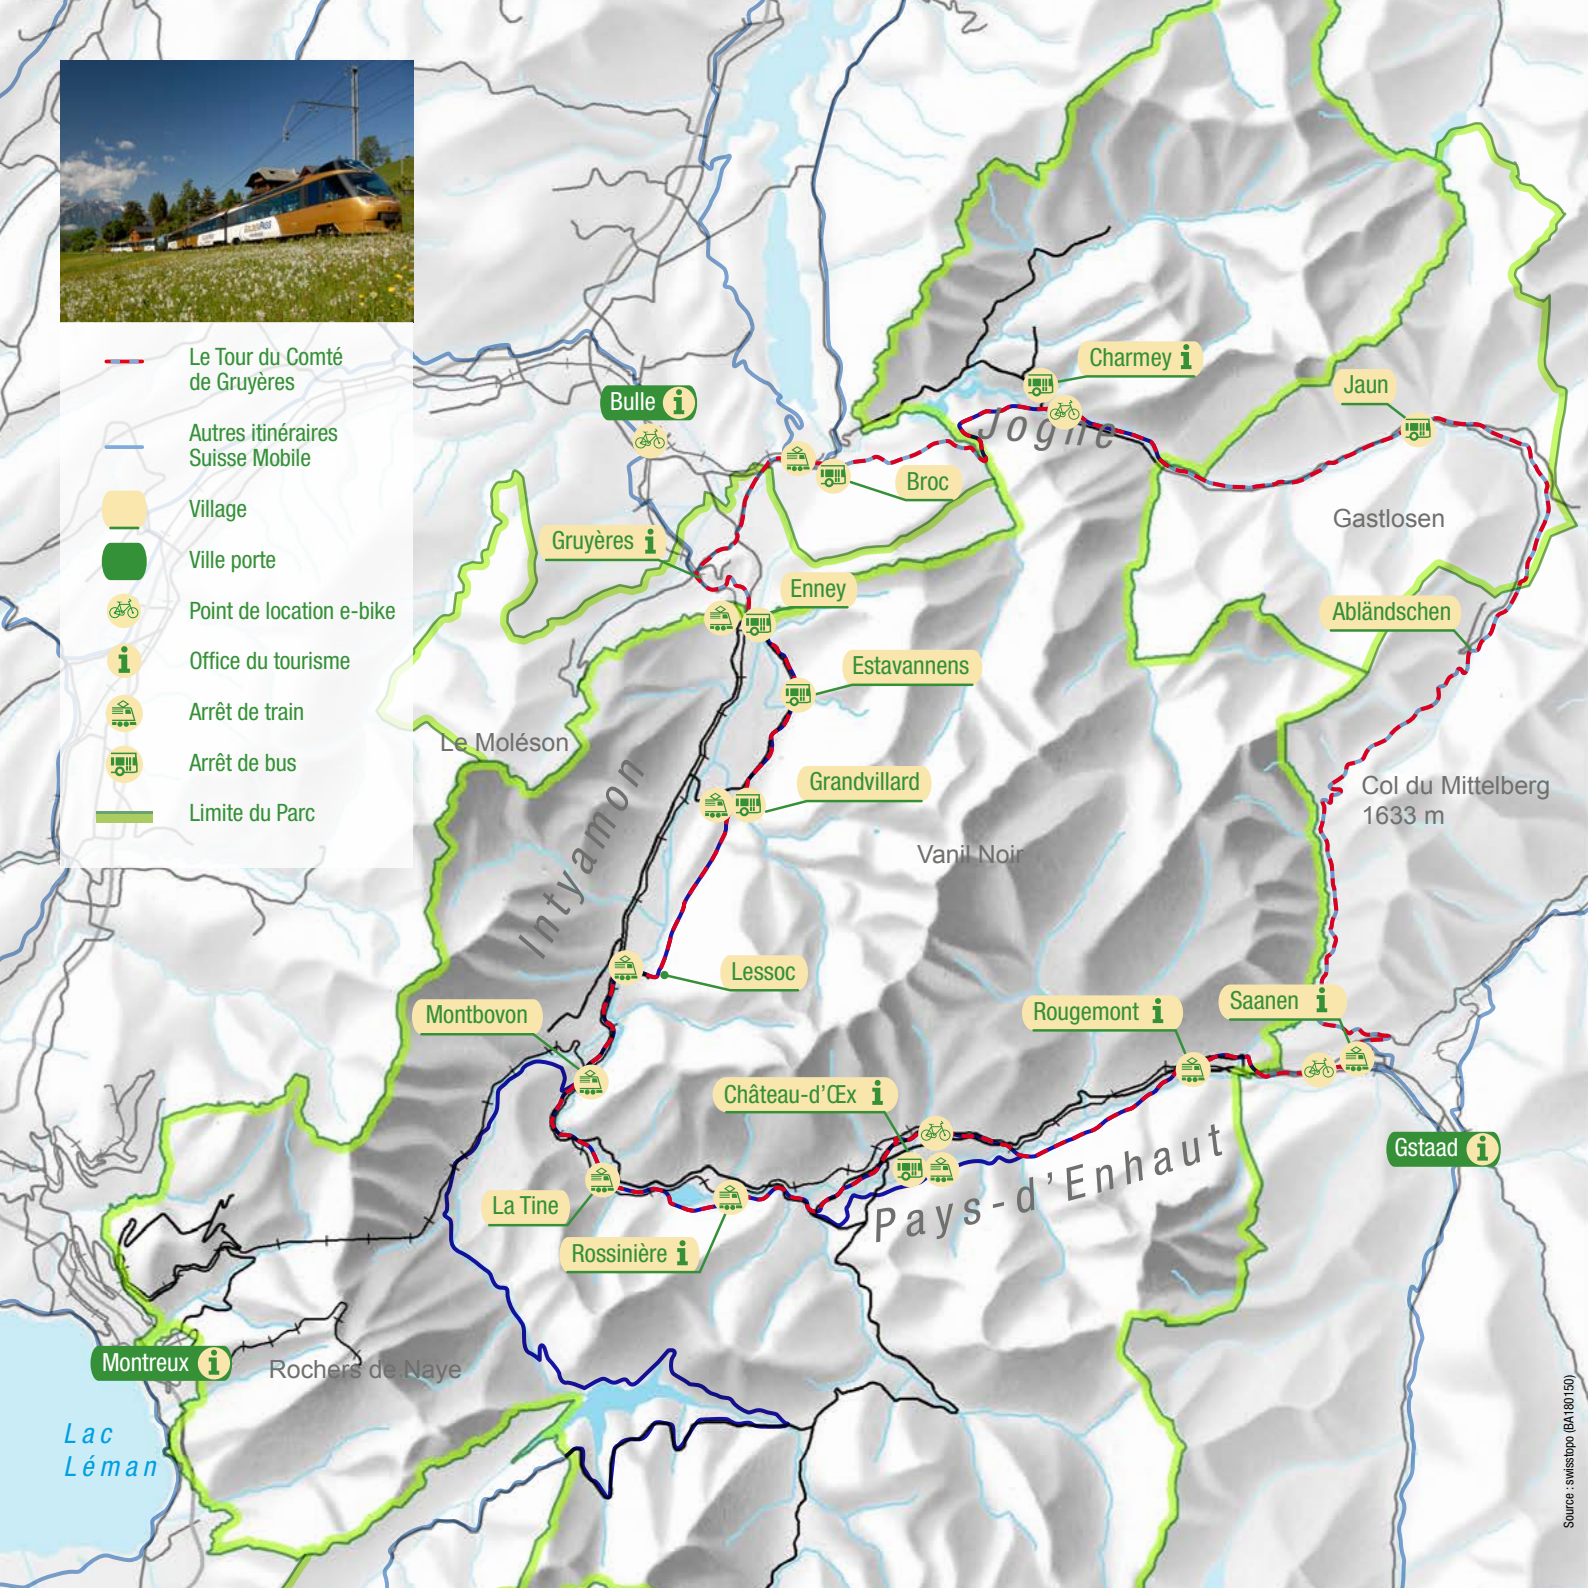 GOLDENPASS
Le Tour du Comté
de Gruyères
Autres itinéraires
Suisse Mobile
Village
Ville porte
Point de location e-bike
Office du tourisme
Arrêt de train
Arrêt de bus
Limite du Parc
Bulle i
Charmey i
Jaun
Jogne
Broc
Gastlosen
Gruyères i
Enney
Abländschen
Estavannens
Le Moléson
Grandvillard
Col du Mittelberg
1633 m
Intyamon
Vanil Noir
Lessoc
Montbovon
Rougemont i
Saanen i
Château-d'Œx i
Gstaad i
Pays-d'Enhaut
La Tine
Rossinière i
Montreux i
Rochers de Naye
Lac
Léman
Source : swisstopo (BA180150)